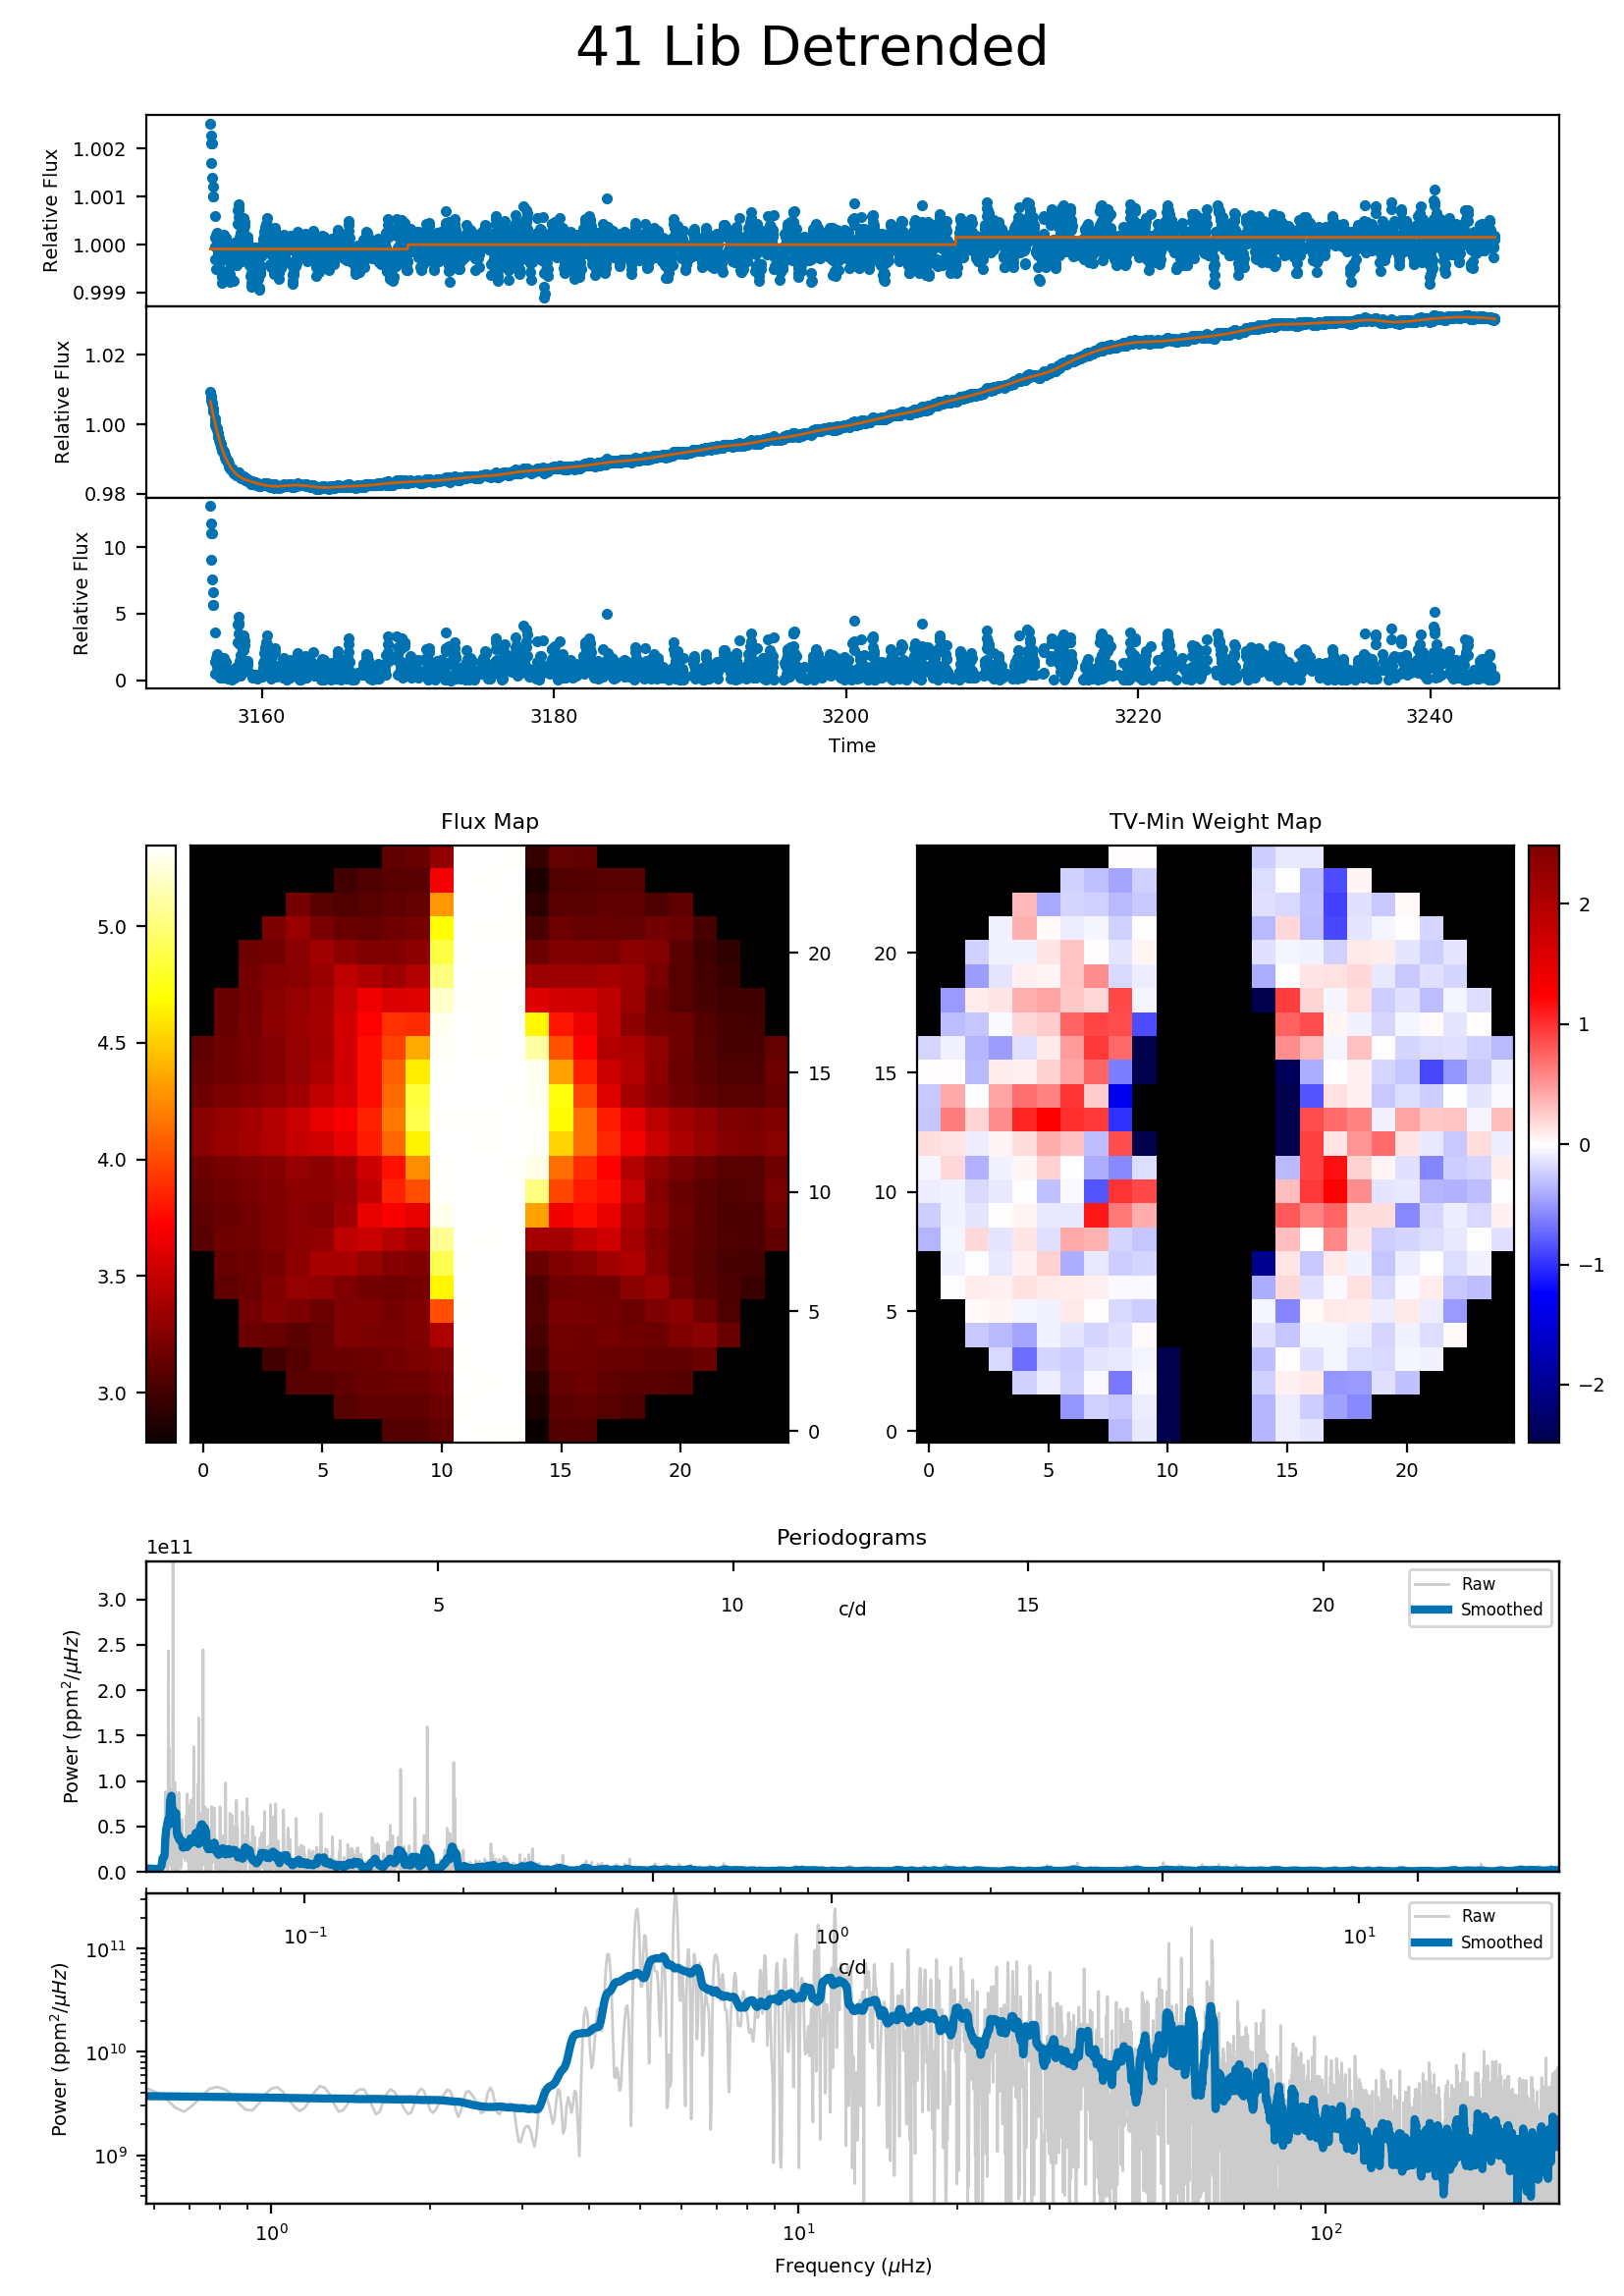 41 Lib Detrended
Relative Flux
1.002
1.001
1.000
0.999
Relative Flux
1.02
1.00
0.98
Relative Flux
10
5
0
3160 3180 3200 3220 3240
Time
Flux Map
5.0
4.5
4.0
3.5
3.0
20
15
10
5
0
0 5 10 15 20
TV-Min Weight Map
20
15
10
5
0
0 5 10 15 20
2
1
0
−1
−2
Periodograms
1e11
Power (ppm²/μHz)
3.0
2.5
2.0
1.5
1.0
0.5
0.0
5 10 15 20
c/d
Raw
Smoothed
Power (ppm²/μHz)
10¹¹
10¹⁰
10⁹
10⁻¹ 10⁰ 10¹
c/d
Raw
Smoothed
10⁰ 10¹ 10²
Frequency (μHz)